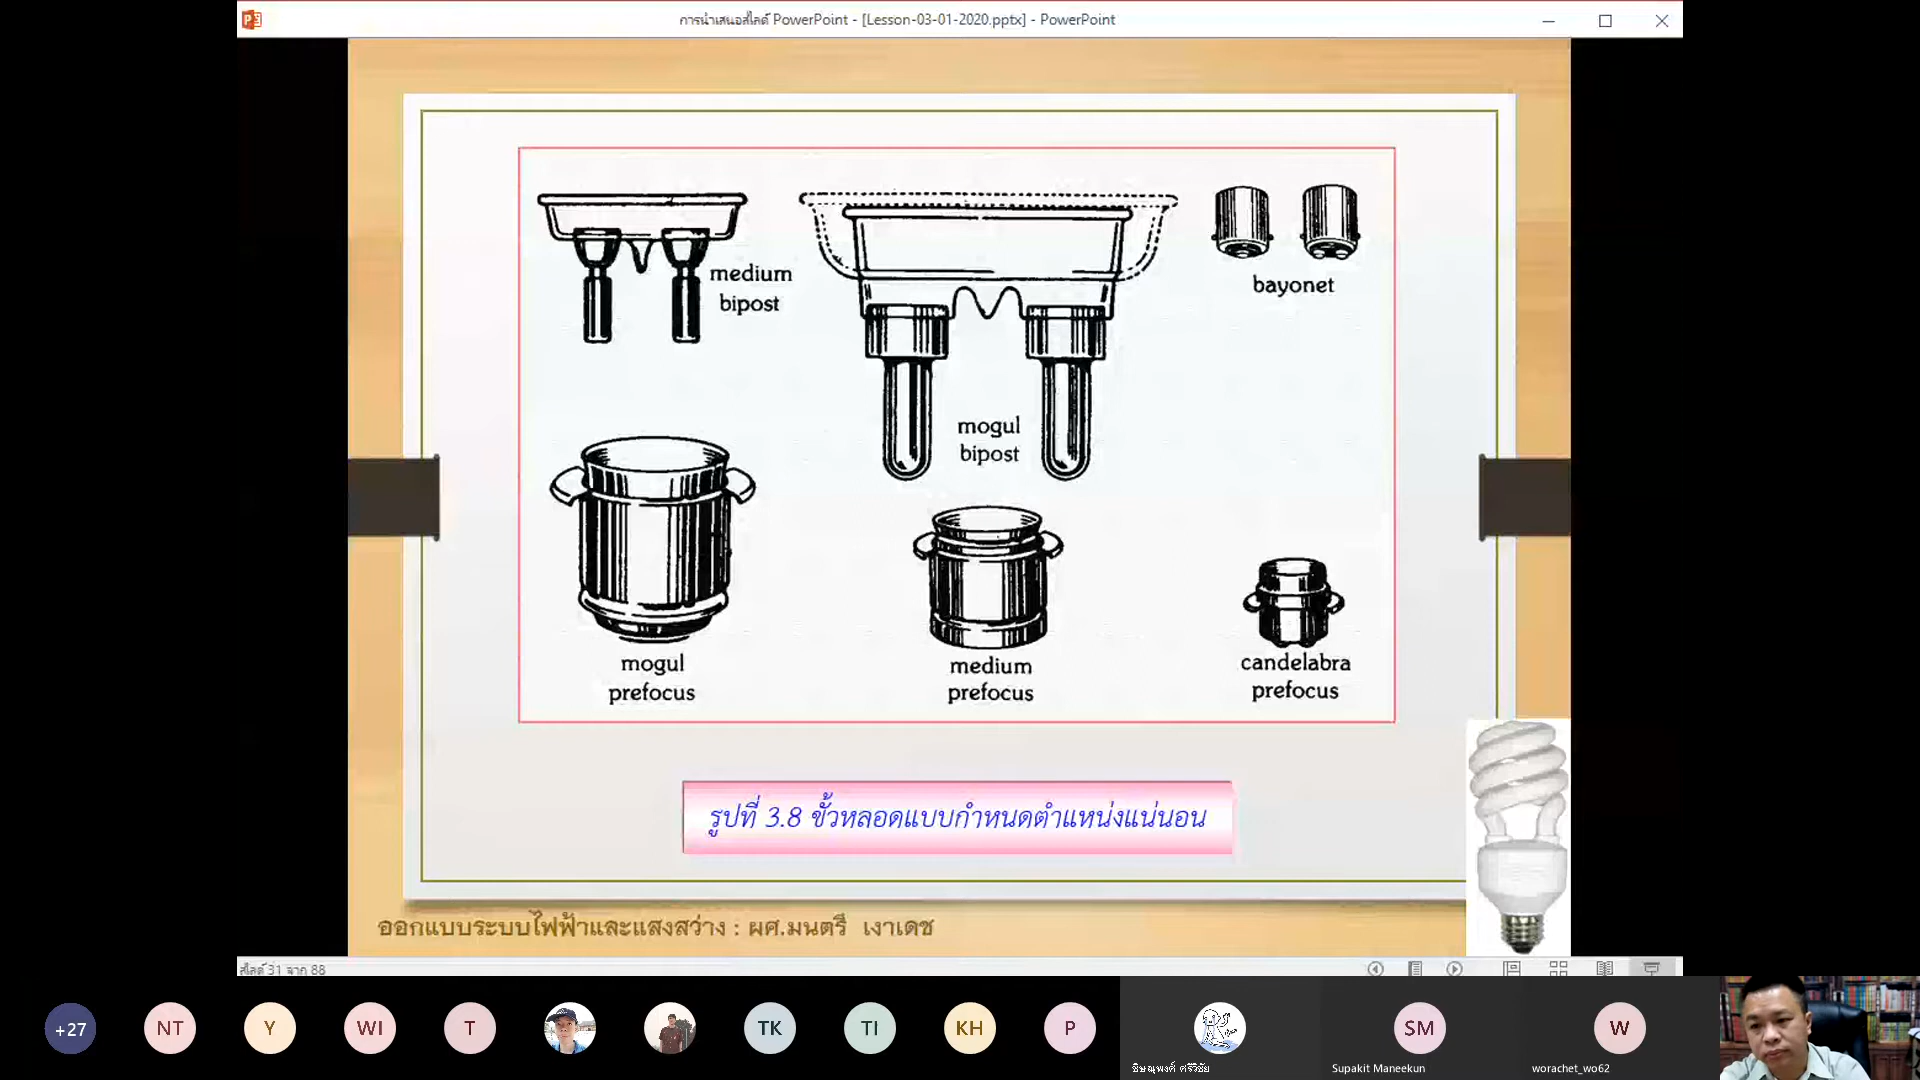 การนำเสนอสไลด์ PowerPoint - [Lesson-03-01-2020.pptx] - PowerPoint
medium
bipost
bayonet
mogul
bipost
mogul
prefocus
medium
prefocus
candelabra
prefocus
รูปที่ 3.8 ขั้วหลอดแบบกำหนดตำแหน่งแน่นอน
ออกแบบระบบไฟฟ้าและแสงสว่าง : ผศ.มนตรี เงาเดช
สไลด์ 31 จาก 88
+27
NT
Y
WI
T
TK
TI
KH
P
SM
W
ศรีวิชัย
Supakit Maneekun
worachet_wo62